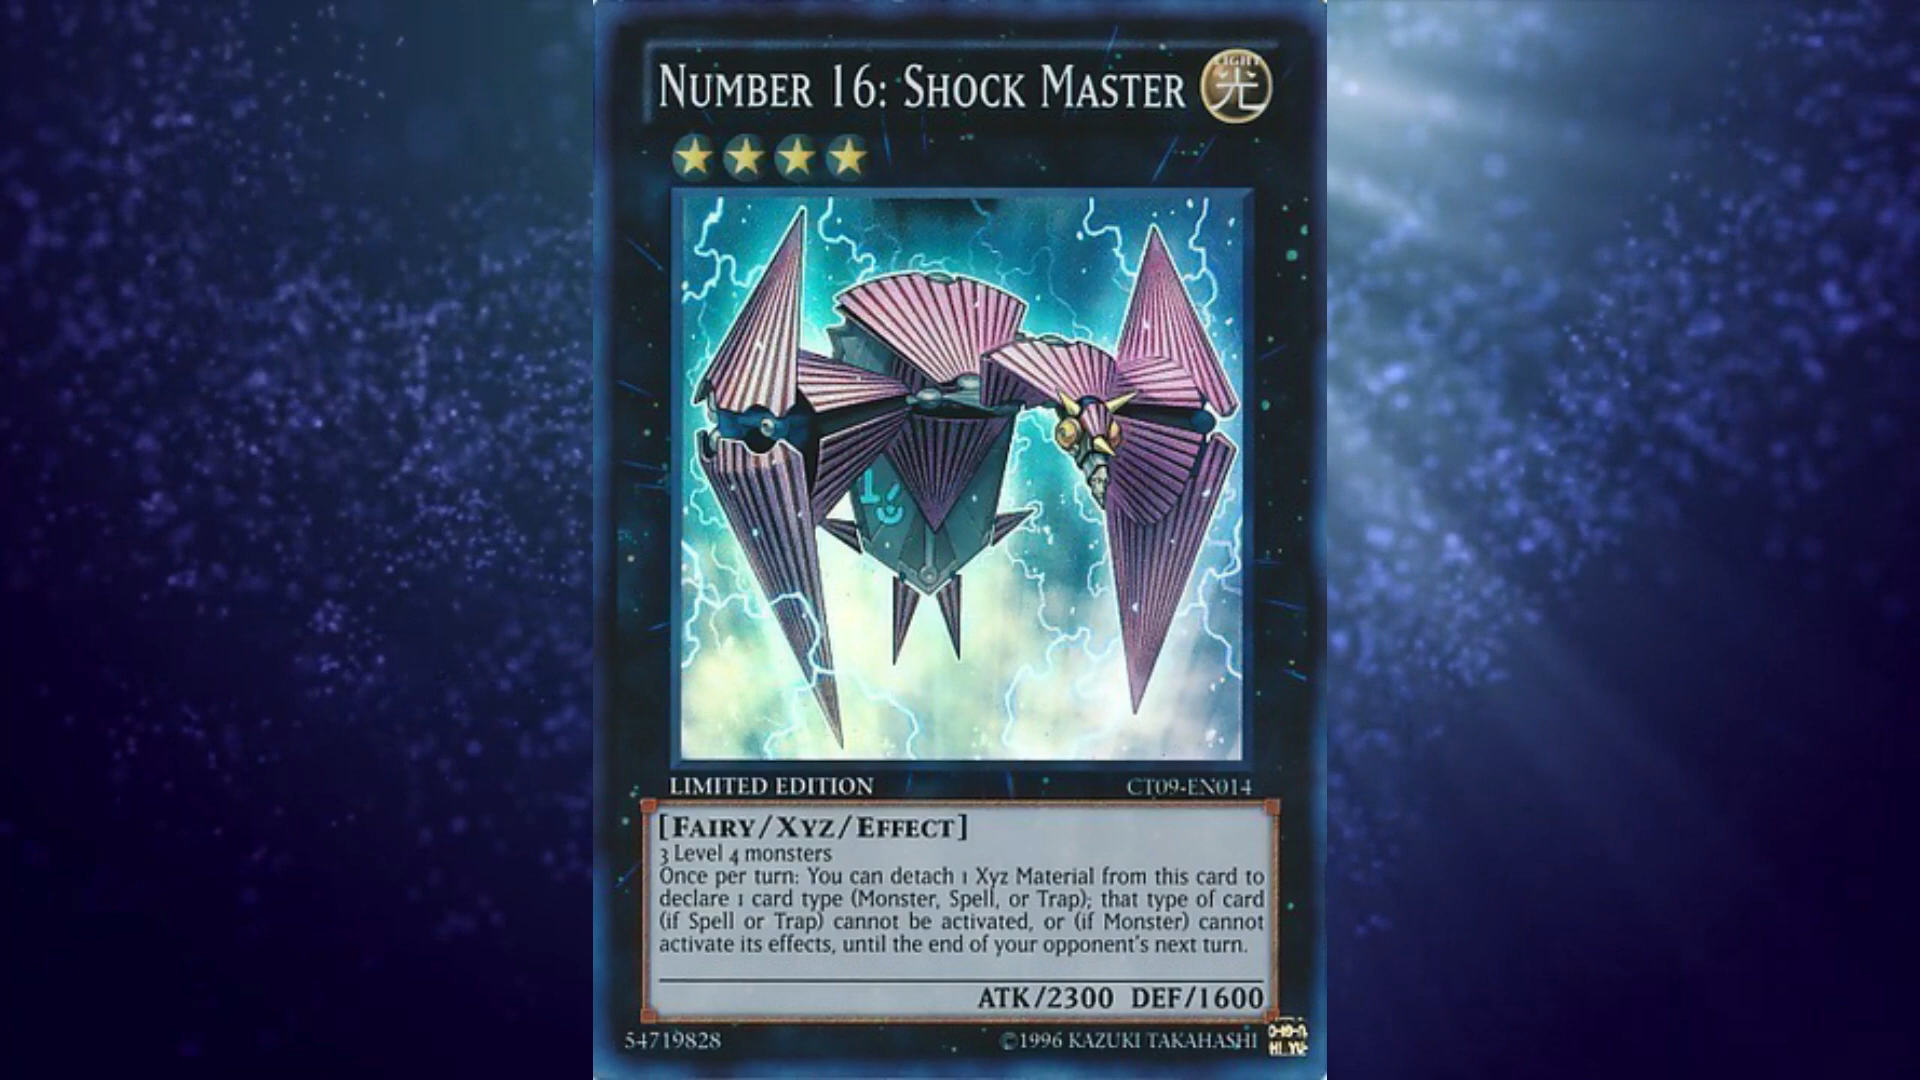 NUMBER 16: SHOCK MASTER
LIGHT
光
16
LIMITED EDITION
CT09-EN014
[FAIRY/XYZ/EFFECT]
3 Level 4 monsters
Once per turn: You can detach 1 Xyz Material from this card to
declare 1 card type (Monster, Spell, or Trap); that type of card
(if Spell or Trap) cannot be activated, or (if Monster) cannot
activate its effects, until the end of your opponent's next turn.
ATK/2300 DEF/1600
54719828
©1996 KAZUKI TAKAHASHI